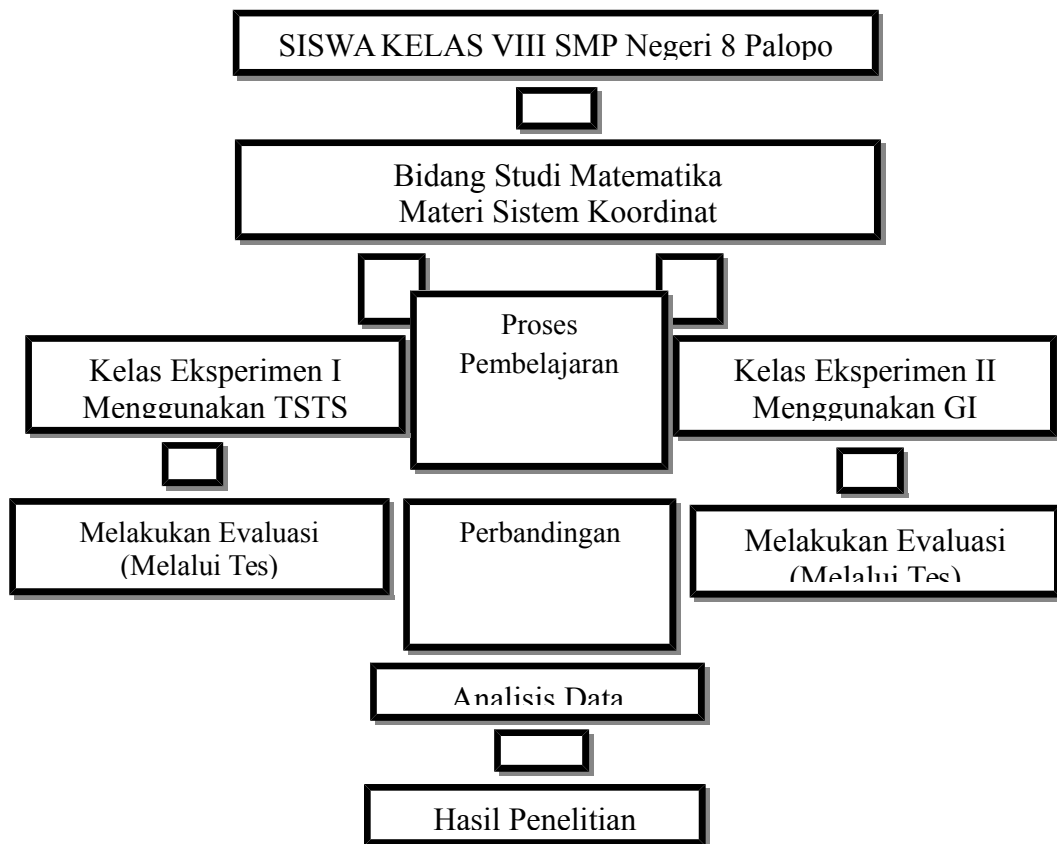 SISWA KELAS VIII SMP Negeri 8 Palopo
Bidang Studi Matematika
Materi Sistem Koordinat
Proses
Pembelajaran
Kelas Eksperimen I
Menggunakan TSTS
Kelas Eksperimen II
Menggunakan GI
Melakukan Evaluasi
(Melalui Tes)
Perbandingan
Melakukan Evaluasi
(Melalui Tes)
Analisis Data
Hasil Penelitian